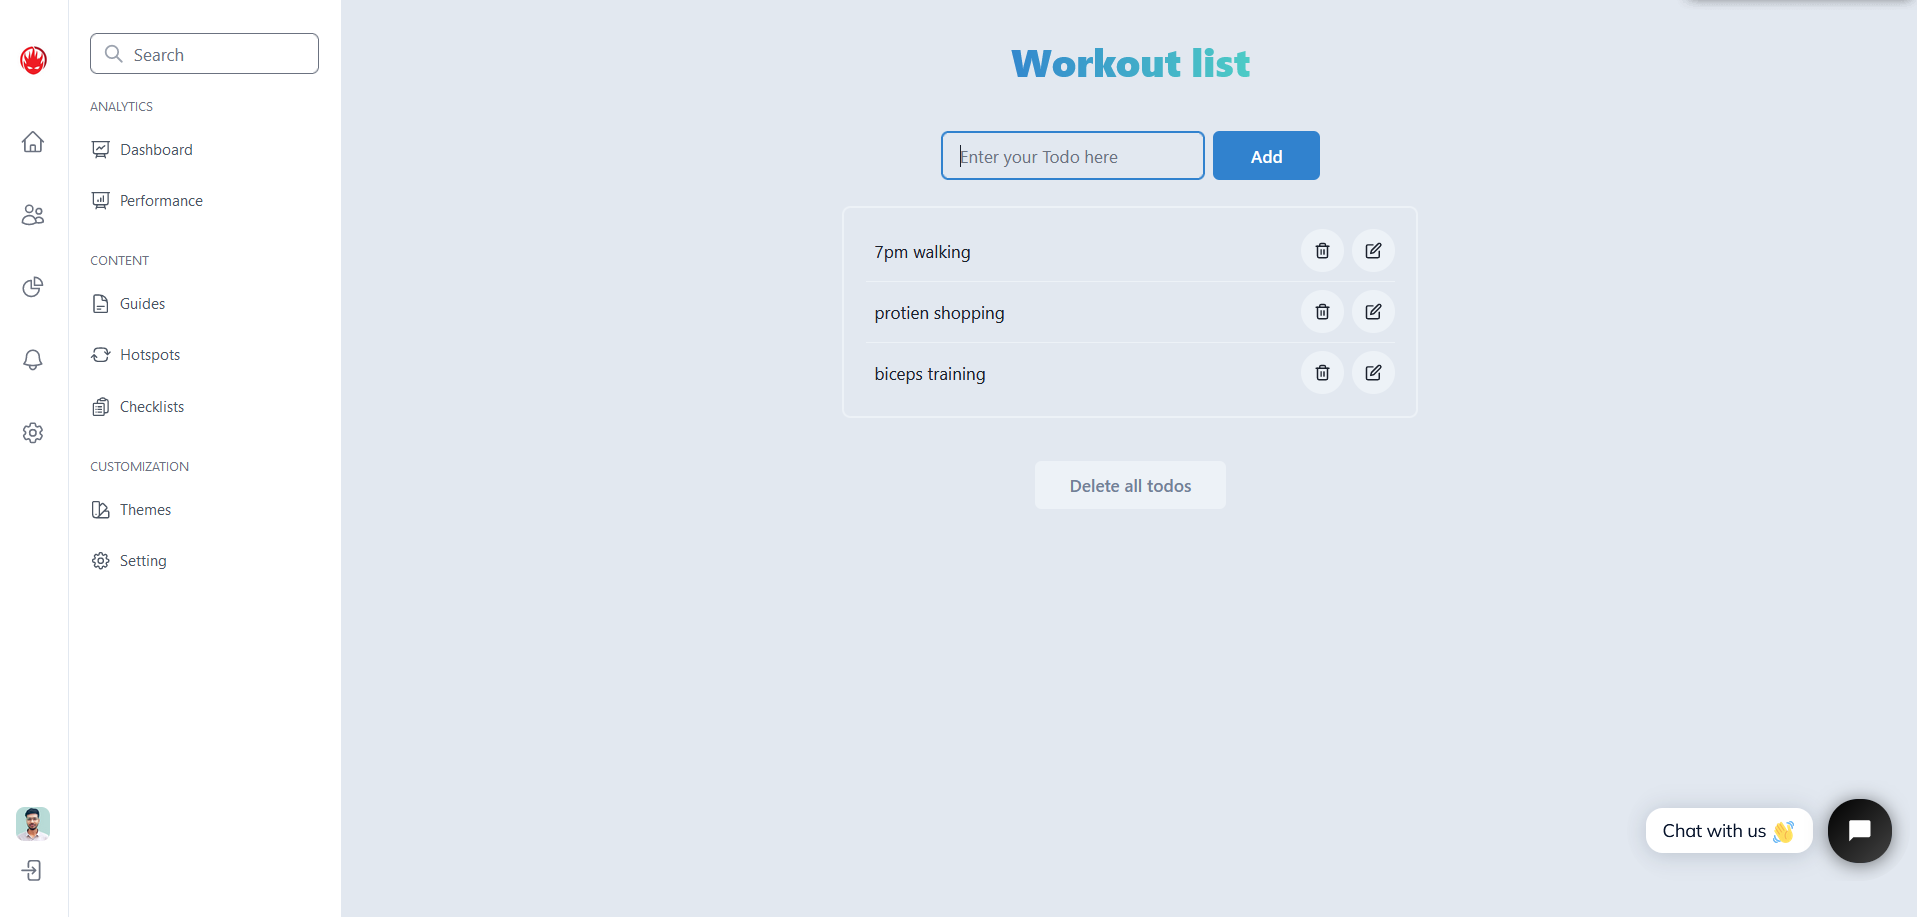 Search
ANALYTICS
Dashboard
Performance
CONTENT
Guides
Hotspots
Checklists
CUSTOMIZATION
Themes
Setting
Workout list
Enter your Todo here
Add
7pm walking
protien shopping
biceps training
Delete all todos
Chat with us 👋